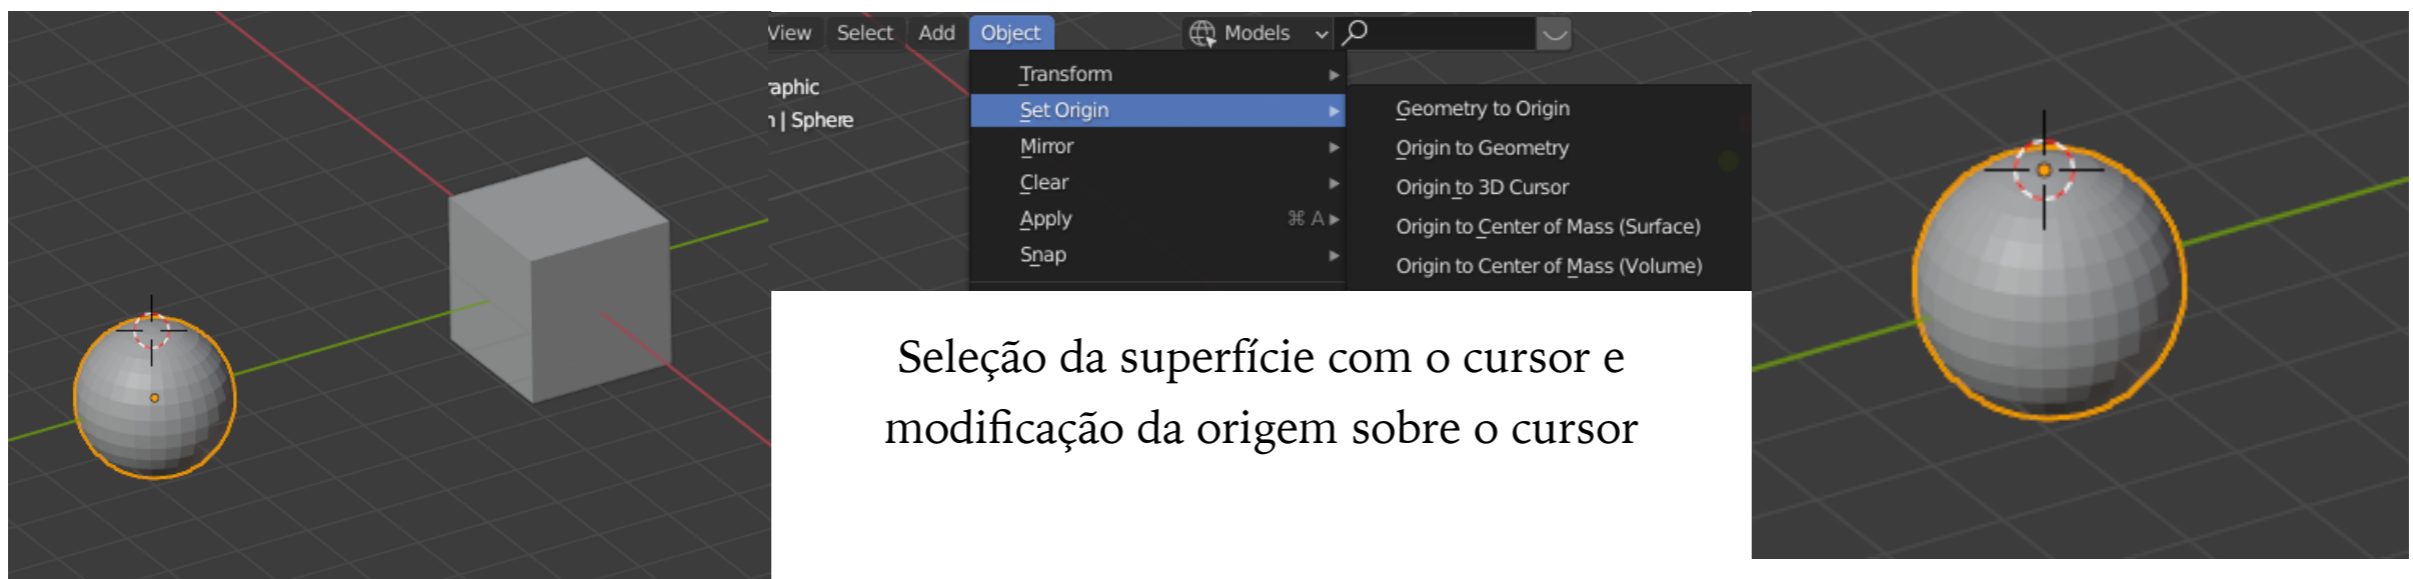 View Select Add Object Models
Transform
raphic
Set Origin
Geometry to Origin
| Sphere
Mirror
Origin to Geometry
Clear
Origin to 3D Cursor
Apply ⌘ A
Origin to Center of Mass (Surface)
Snap
Origin to Center of Mass (Volume)
Seleção da superfície com o cursor e
modificação da origem sobre o cursor